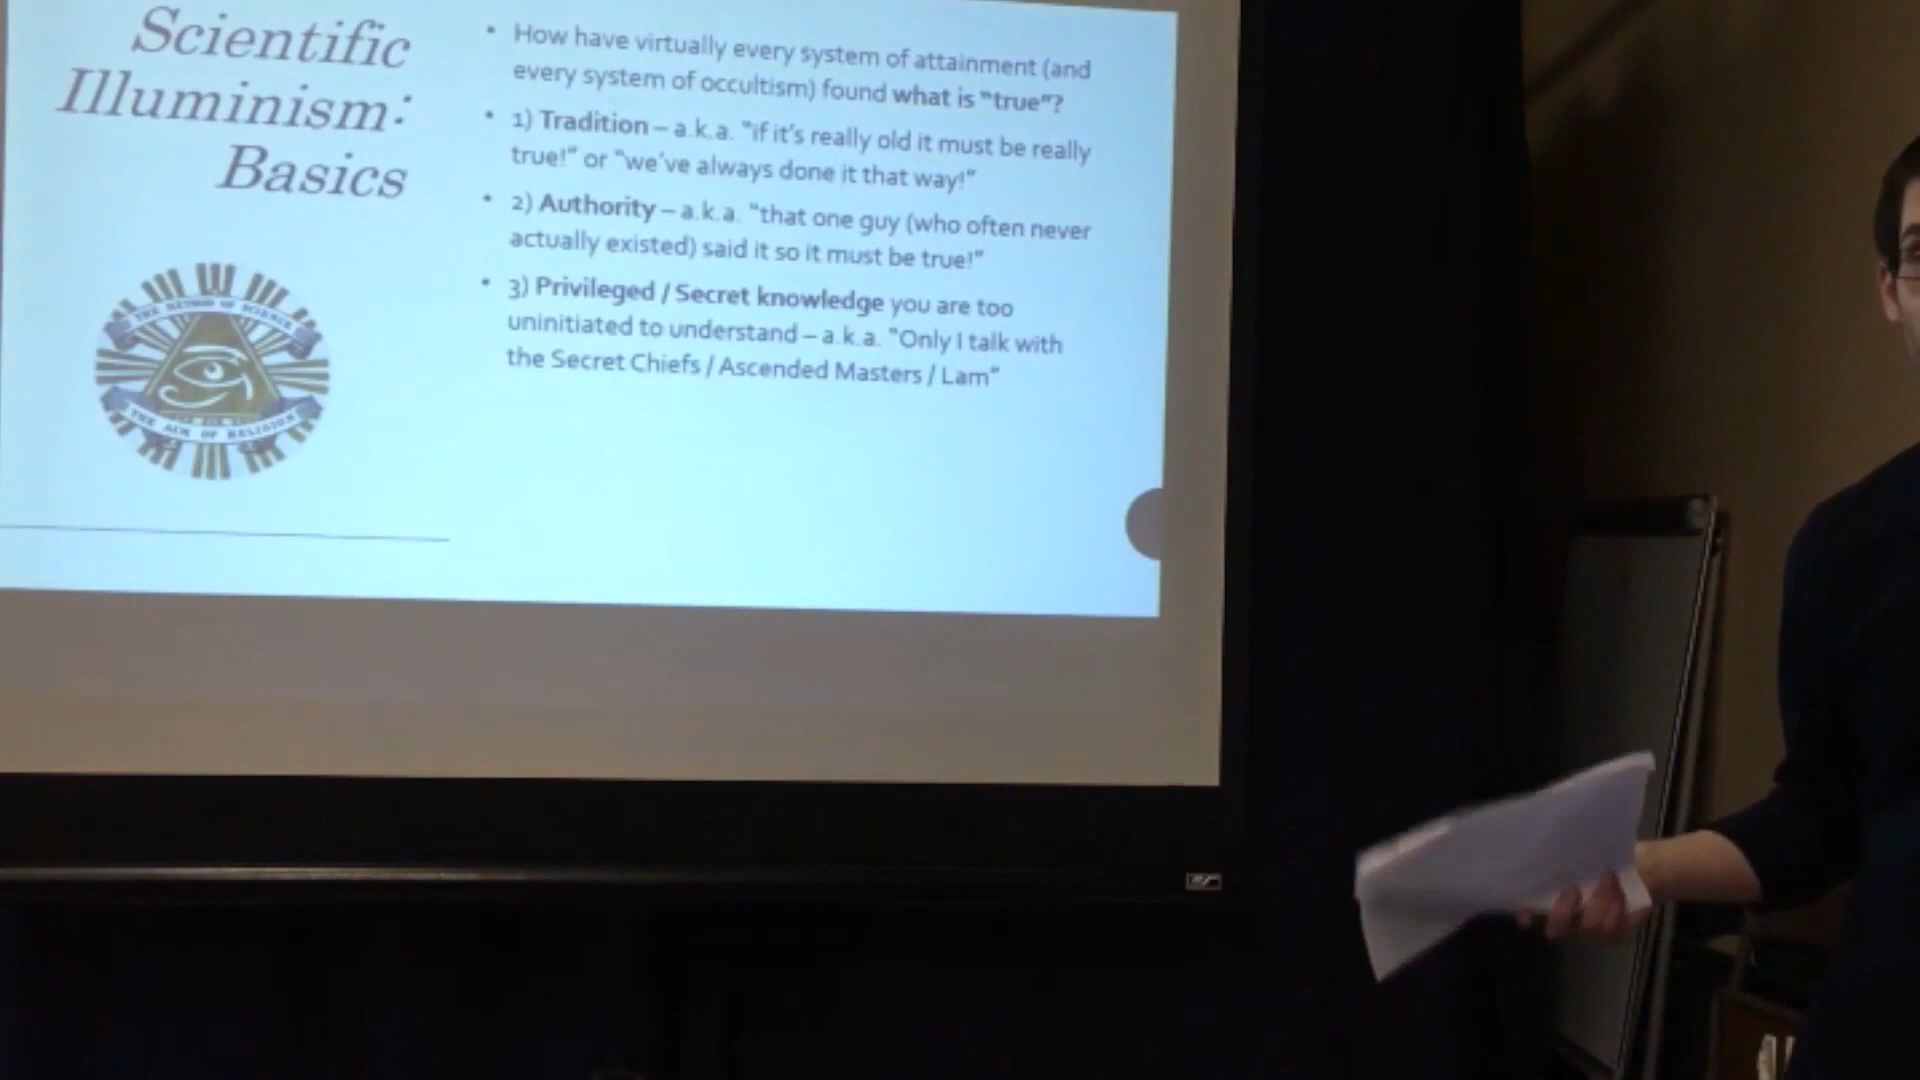 Scientific
Illuminism:
Basics
THE METHOD OF SCIENCE
THE AIM OF RELIGION
• How have virtually every system of attainment (and
every system of occultism) found what is "true"?
• 1) Tradition – a.k.a. "if it's really old it must be really
true!" or "we've always done it that way!"
• 2) Authority – a.k.a. "that one guy (who often never
actually existed) said it so it must be true!"
• 3) Privileged / Secret knowledge you are too
uninitiated to understand – a.k.a. "Only I talk with
the Secret Chiefs / Ascended Masters / Lam"